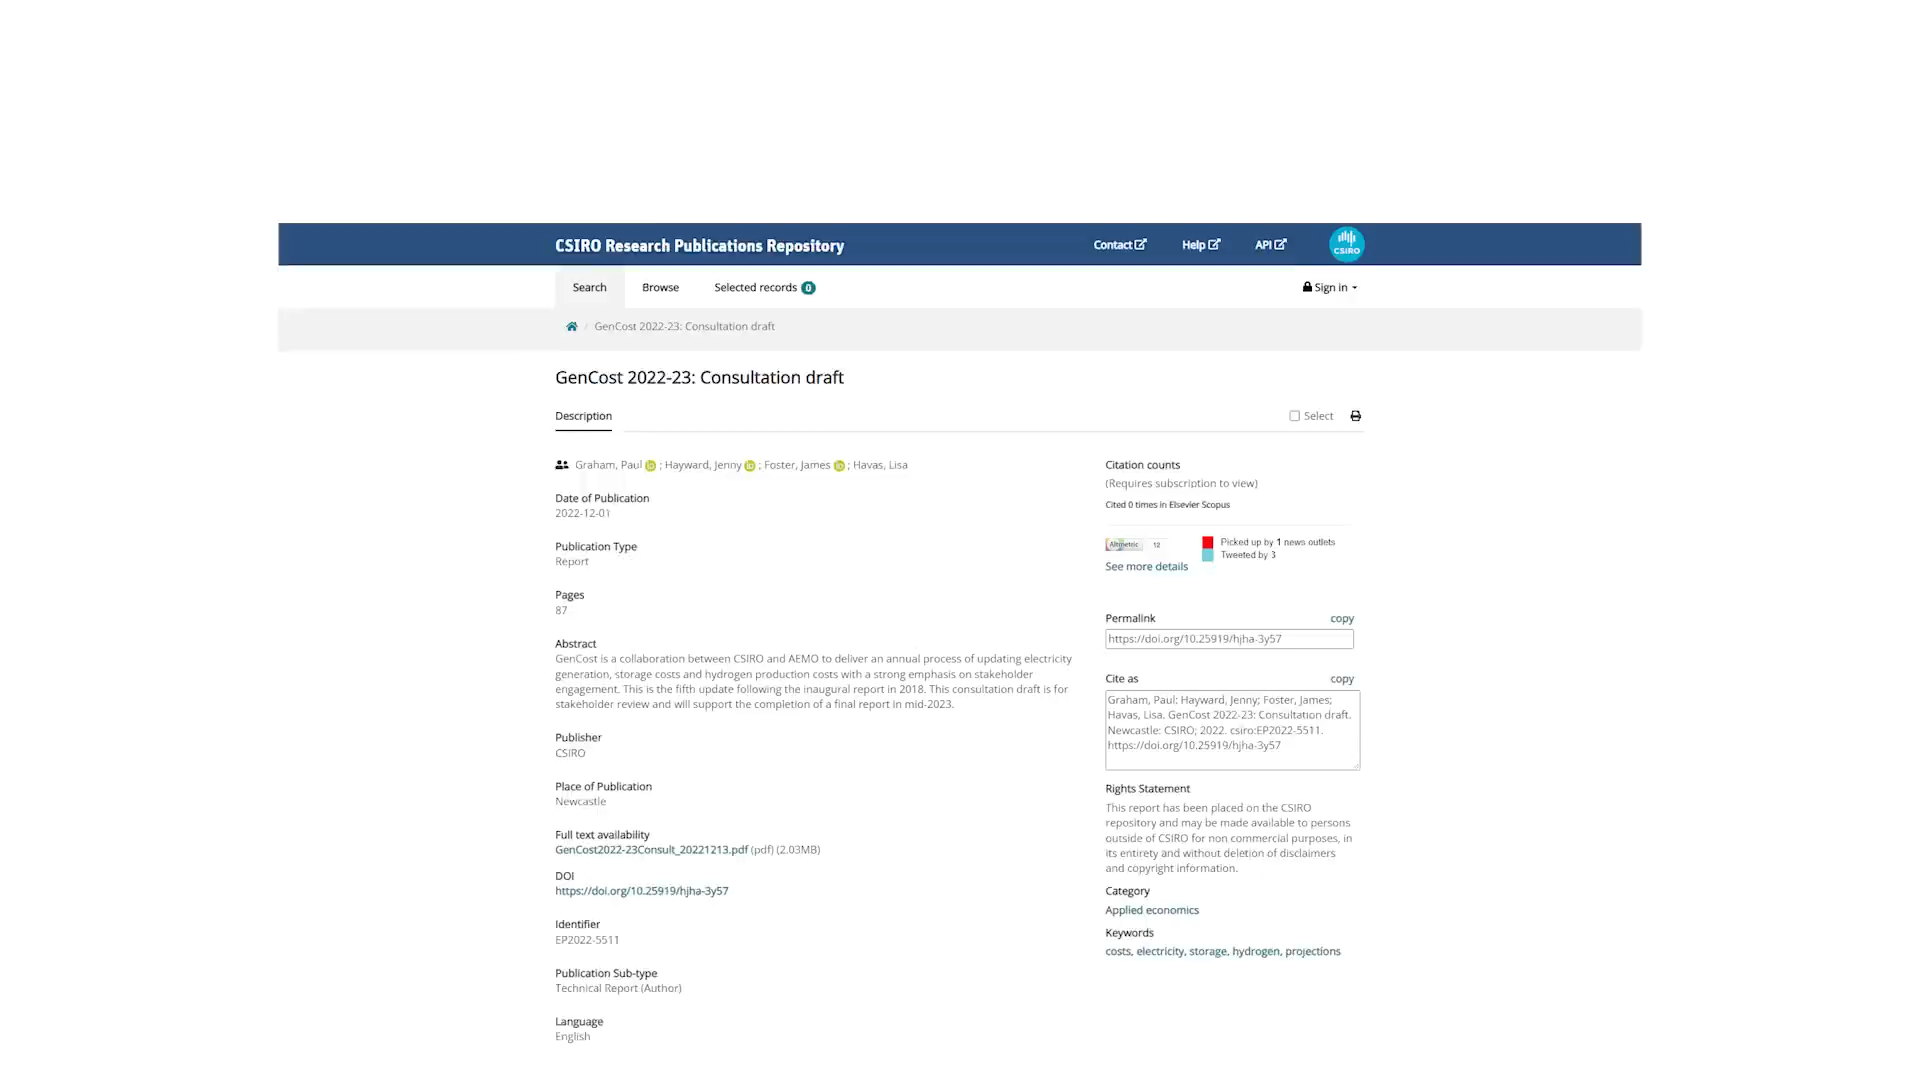 CSIRO Research Publications Repository
Contact
Help
API
CSIRO
Search
Browse
Selected records 0
Sign in
/ GenCost 2022-23: Consultation draft
GenCost 2022-23: Consultation draft
Description
Select
Graham, Paul iD ; Hayward, Jenny iD ; Foster, James iD ; Havas, Lisa
Date of Publication
2022-12-01
Publication Type
Report
Pages
87
Abstract
GenCost is a collaboration between CSIRO and AEMO to deliver an annual process of updating electricity
generation, storage costs and hydrogen production costs with a strong emphasis on stakeholder
engagement. This is the fifth update following the inaugural report in 2018. This consultation draft is for
stakeholder review and will support the completion of a final report in mid-2023.
Publisher
CSIRO
Place of Publication
Newcastle
Full text availability
GenCost2022-23Consult_20221213.pdf (pdf) (2.03MB)
DOI
https://doi.org/10.25919/hjha-3y57
Identifier
EP2022-5511
Publication Sub-type
Technical Report (Author)
Language
English
Citation counts
(Requires subscription to view)
Cited 0 times in Elsevier Scopus
Altmetric 12
Picked up by 1 news outlets
Tweeted by 3
See more details
Permalink
copy
https://doi.org/10.25919/hjha-3y57
Cite as
copy
Graham, Paul; Hayward, Jenny; Foster, James;
Havas, Lisa. GenCost 2022-23: Consultation draft.
Newcastle: CSIRO; 2022. csiro:EP2022-5511.
https://doi.org/10.25919/hjha-3y57
Rights Statement
This report has been placed on the CSIRO
repository and may be made available to persons
outside of CSIRO for non commercial purposes, in
its entirety and without deletion of disclaimers
and copyright information.
Category
Applied economics
Keywords
costs, electricity, storage, hydrogen, projections